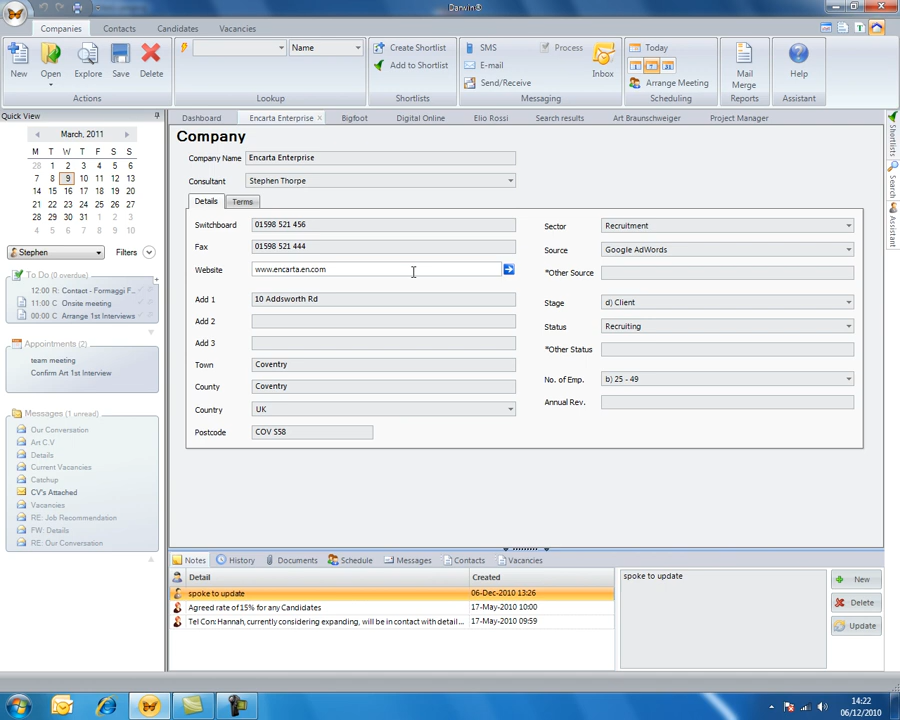 Darwin®
Companies Contacts Candidates Vacancies
New Open Explore Save Delete
Actions
Name
Lookup
Create Shortlist
Add to Shortlist
Shortlists
SMS Process
E-mail
Send/Receive
Inbox
Messaging
Today
Arrange Meeting
Scheduling
Mail Merge
Reports
Help
Assistant
Quick View
March, 2011
M T W T F S S
28 1 2 3 4 5 6
7 8 9 10 11 12 13
14 15 16 17 18 19 20
21 22 23 24 25 26 27
28 29 30 31 1 2 3
4 5 6 7 8 9 10
Stephen Filters
To Do (0 overdue)
12:00 R: Contact - Formaggi F...
11:00 C Onsite meeting
00:00 C Arrange 1st Interviews
Appointments (2)
team meeting
Confirm Art 1st Interview
Messages (1 unread)
Our Conversation
Art C.V
Details
Current Vacancies
Catchup
CV's Attached
Vacancies
RE: Job Recommendation
FW: Details
RE: Our Conversation
Dashboard Encarta Enterprise Bigfoot Digital Online Elio Rossi Search results Art Braunschweiger Project Manager
Company
Company Name Encarta Enterprise
Consultant Stephen Thorpe
Details Terms
Switchboard 01598 521 456
Fax 01598 521 444
Website www.encarta.en.com
Add 1 10 Addsworth Rd
Add 2
Add 3
Town Coventry
County Coventry
Country UK
Postcode COV S58
Sector Recruitment
Source Google AdWords
*Other Source
Stage d) Client
Status Recruiting
*Other Status
No. of Emp. b) 25 - 49
Annual Rev.
Shortlists
Search
Assistant
Notes History Documents Schedule Messages Contacts Vacancies
Detail Created
spoke to update 06-Dec-2010 13:26
Agreed rate of 15% for any Candidates 17-May-2010 10:00
Tel Con: Hannah, currently considering expanding, will be in contact with detail... 17-May-2010 09:59
spoke to update
New
Delete
Update
14:22
06/12/2010